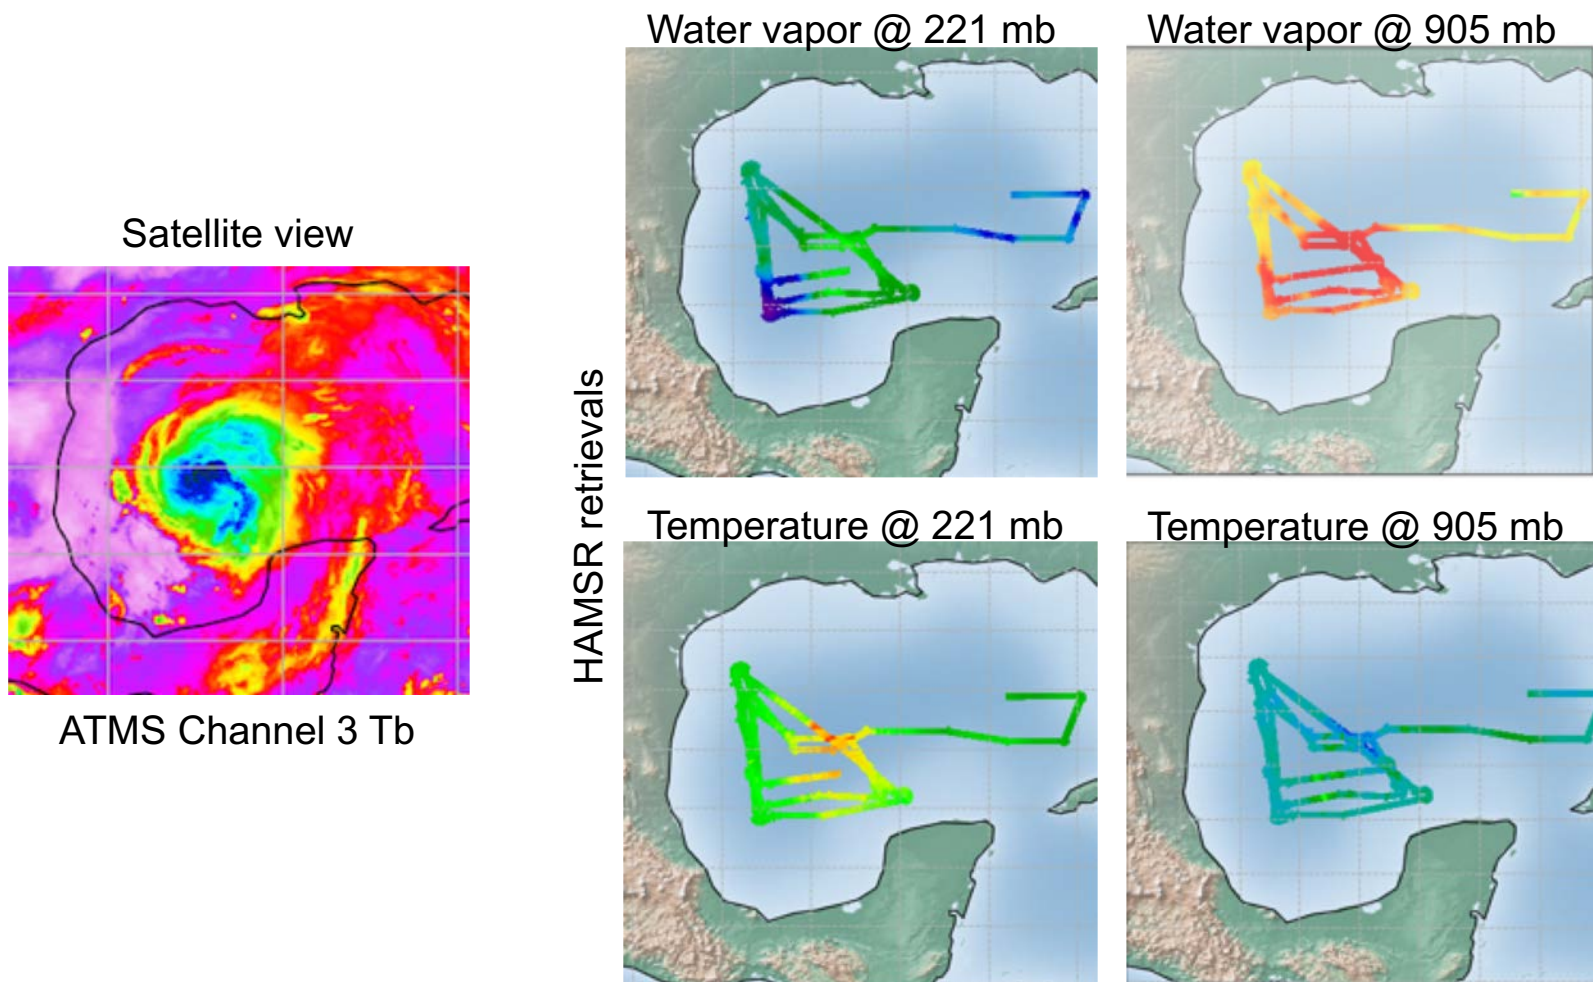 Satellite view
ATMS Channel 3 Tb
HAMSR retrievals
Water vapor @ 221 mb
Water vapor @ 905 mb
Temperature @ 221 mb
Temperature @ 905 mb